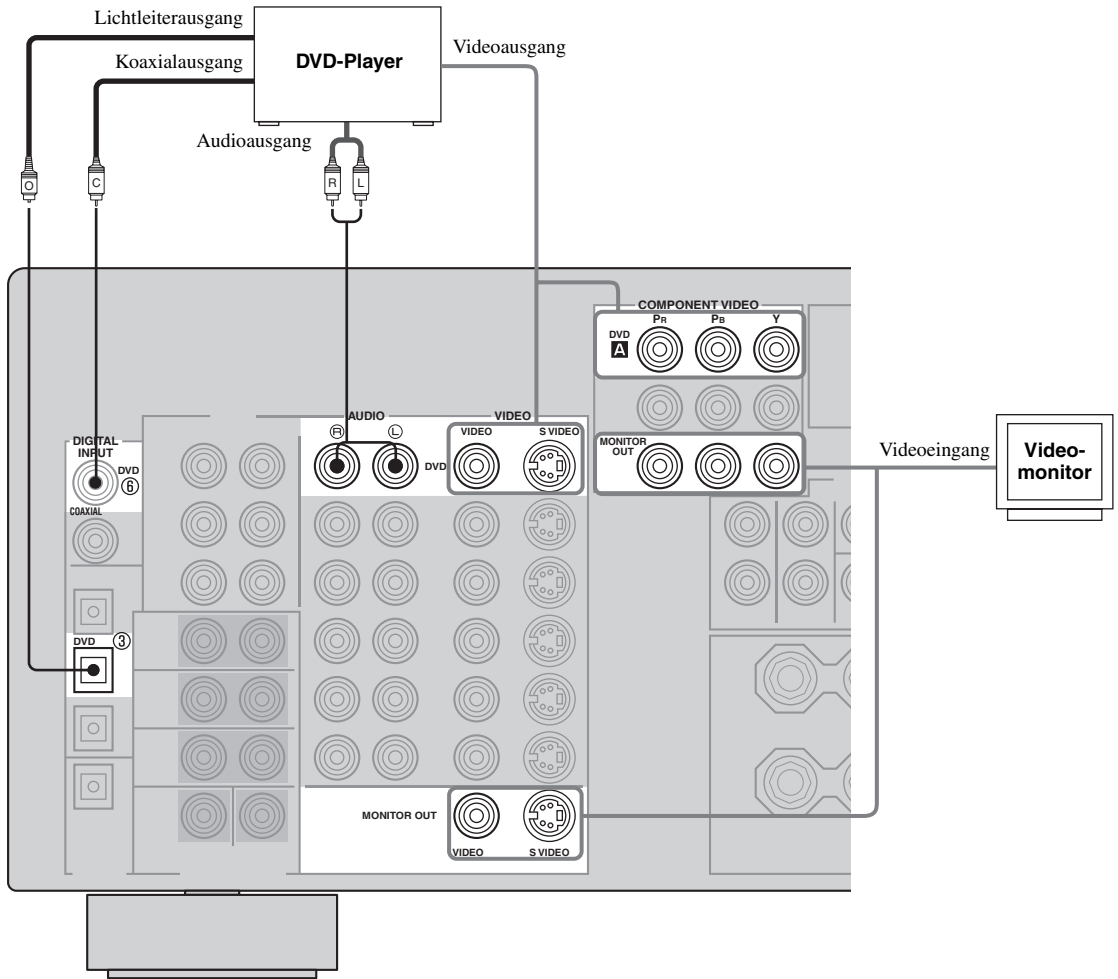 Lichtleiterausgang
Koaxialausgang
DVD-Player
Videoausgang
Audioausgang
O
C
R
L
COMPONENT VIDEO
PR
PB
Y
DVD
A
AUDIO
VIDEO
R
L
VIDEO
S VIDEO
DVD
MONITOR
OUT
Videoeingang
Video-
monitor
DIGITAL
INPUT
DVD
⑥
COAXIAL
DVD
③
MONITOR OUT
VIDEO
S VIDEO